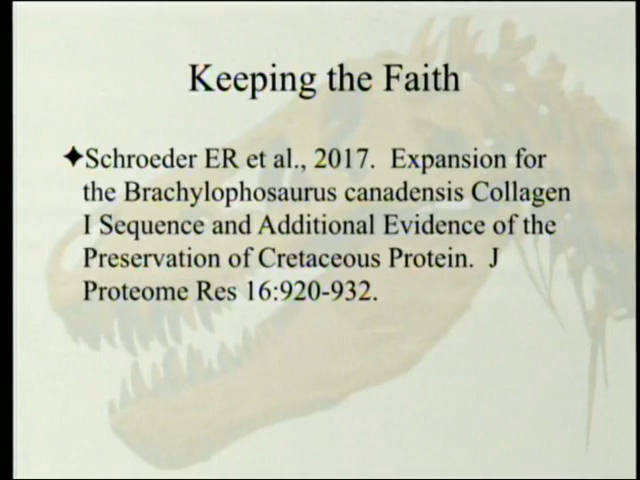 Keeping the Faith
✦Schroeder ER et al., 2017.  Expansion for
the Brachylophosaurus canadensis Collagen
I Sequence and Additional Evidence of the
Preservation of Cretaceous Protein.  J
Proteome Res 16:920-932.